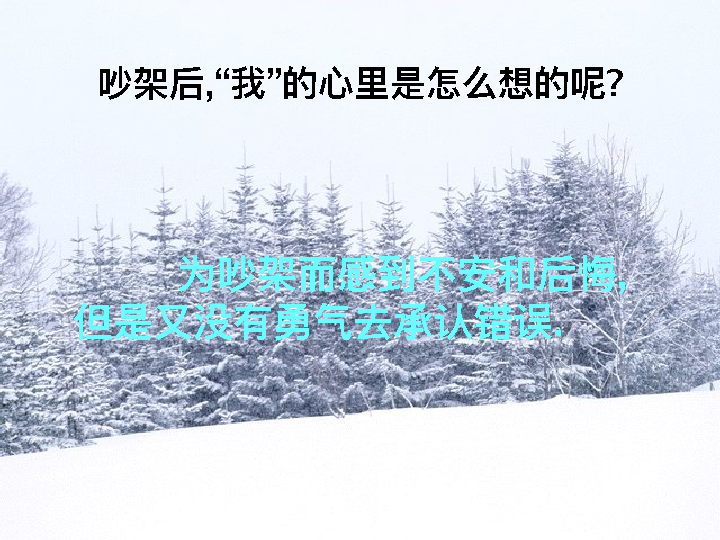 吵架后,“我”的心里是怎么想的呢?
为吵架而感到不安和后悔,
但是又没有勇气去承认错误.